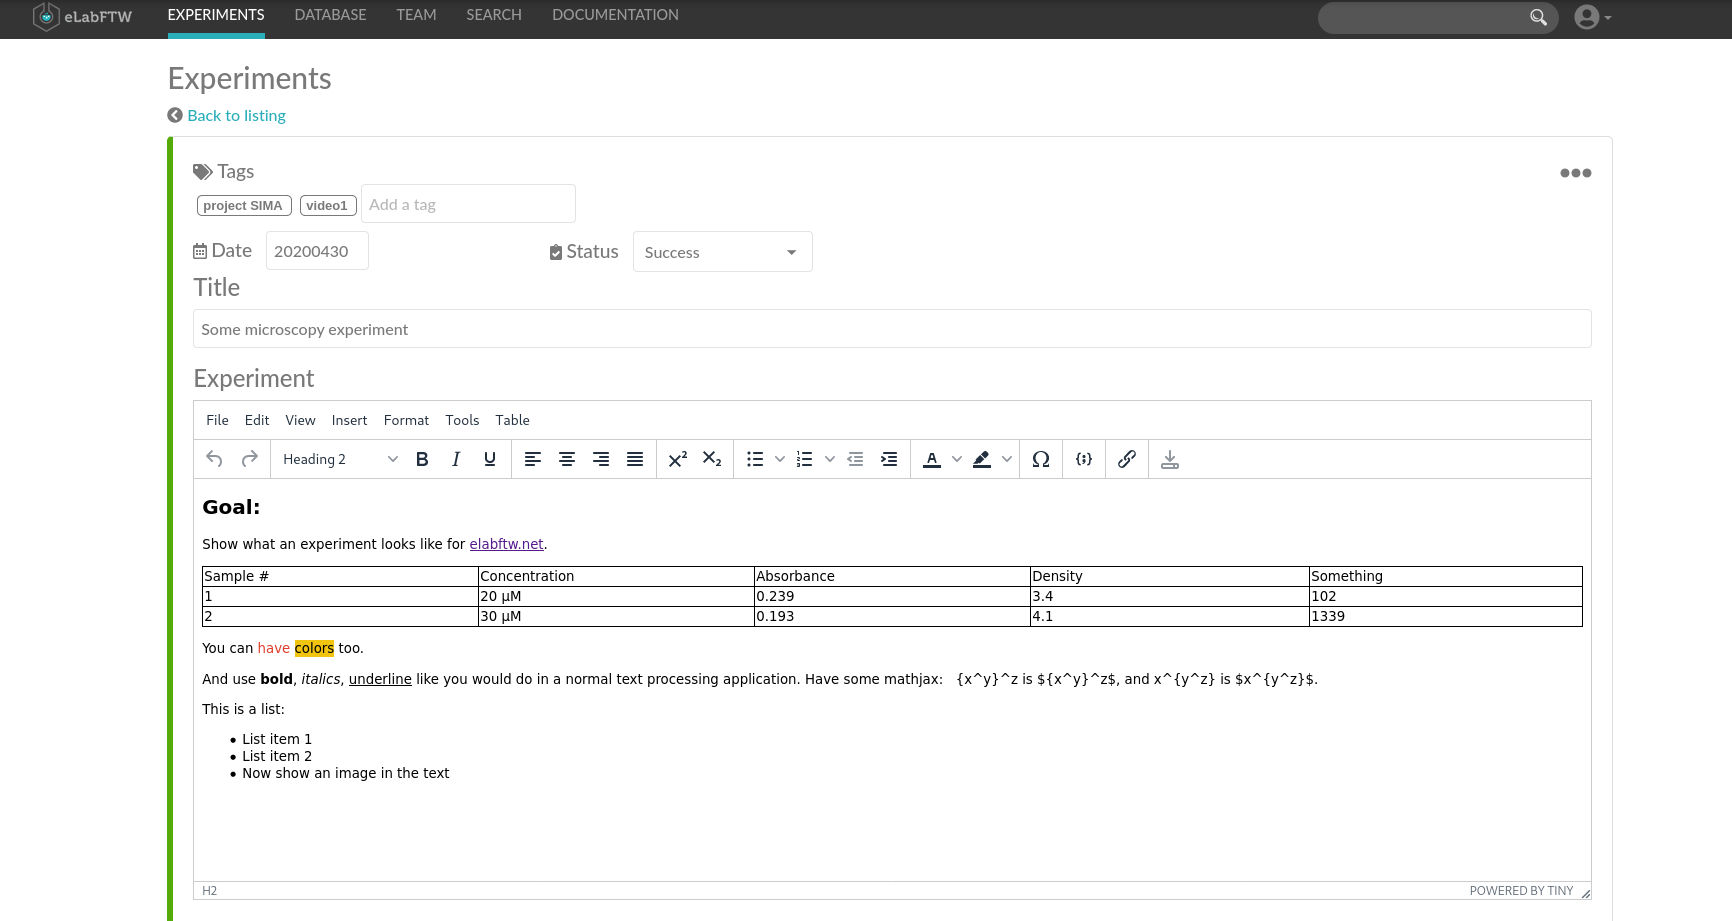 eLabFTW EXPERIMENTS DATABASE TEAM SEARCH DOCUMENTATION
Experiments
Back to listing
Tags
project SIMA video1 Add a tag
Date 20200430 Status Success
Title
Some microscopy experiment
Experiment
File Edit View Insert Format Tools Table
Heading 2 B I U
Goal:
Show what an experiment looks like for elabftw.net.
Sample # Concentration Absorbance Density Something
1 20 µM 0.239 3.4 102
2 30 µM 0.193 4.1 1339
You can have colors too.
And use bold, italics, underline like you would do in a normal text processing application. Have some mathjax: {x^y}^z is ${x^y}^z$, and x^{y^z} is $x^{y^z}$.
This is a list:
• List item 1
• List item 2
• Now show an image in the text
H2 POWERED BY TINY